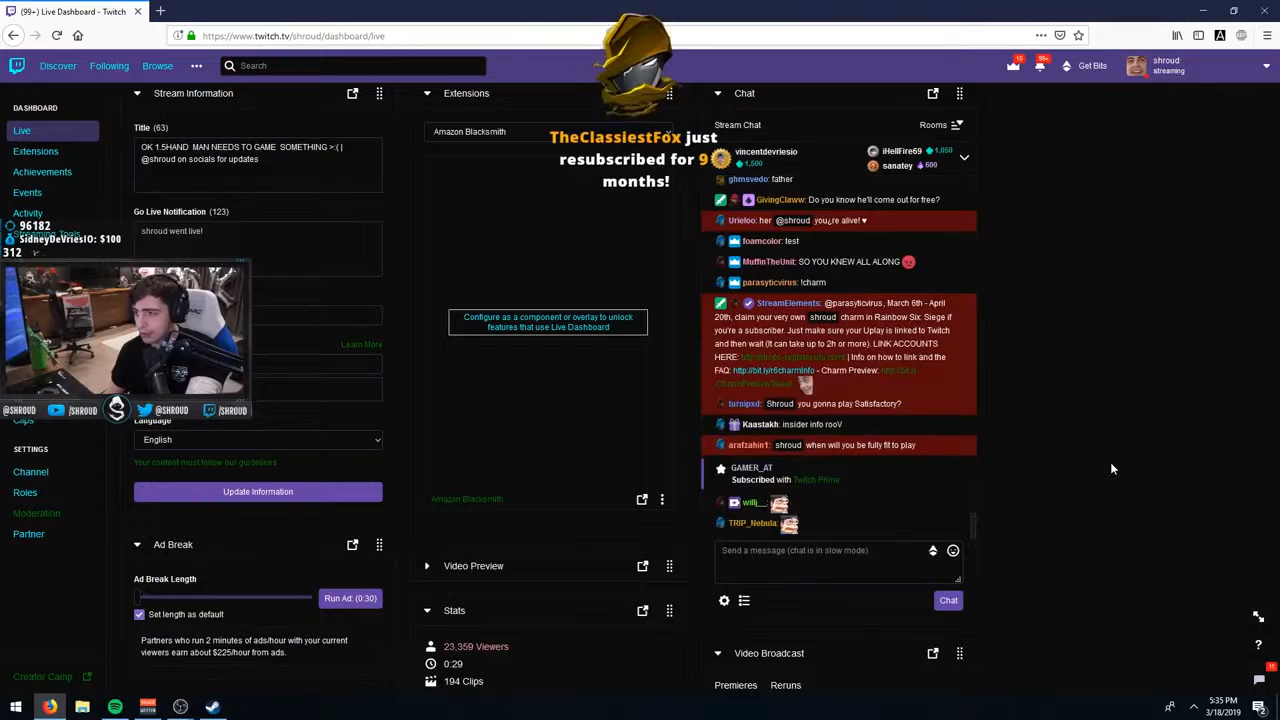 (99+) Live Dashboard - Twitch
https://www.twitch.tv/shroud/dashboard/live
Discover
Following
Browse
Search
10
99+
Get Bits
shroud
streaming
DASHBOARD
Live
Extensions
Achievements
Events
Activity
Streaming Tools
96182
SidneyDeVriesIO: $100
312
@SHROUD
/SHROUD
@SHROUD
/SHROUD
Clips
SETTINGS
Channel
Roles
Moderation
Partner
Creator Camp
Stream Information
Title (63)
OK 1.5HAND MAN NEEDS TO GAME SOMETHING >:( |
@shroud on socials for updates
Go Live Notification (123)
shroud went live!
Learn More
Language
English
Your content must follow our guidelines
Update Information
Ad Break
Ad Break Length
Run Ad: (0:30)
Set length as default
Partners who run 2 minutes of ads/hour with your current
viewers earn about $225/hour from ads.
Extensions
Amazon Blacksmith
TheClassiestFox just
resubscribed for 9
months!
Configure as a component or overlay to unlock
features that use Live Dashboard
Amazon Blacksmith
Video Preview
Stats
23,359 Viewers
0:29
194 Clips
Chat
Stream Chat
Rooms
vincentdevriesio
1,500
iHellFire69 1,050
sanatey 600
ghmsvedo: father
GivingClaww: Do you know he'll come out for free?
Urieloo: her @shroud you¿re alive! ♥
foamcolor: test
MuffinTheUnit: SO YOU KNEW ALL ALONG
parasyticvirus: !charm
StreamElements: @parasyticvirus, March 6th - April
20th, claim your very own shroud charm in Rainbow Six: Siege if
you're a subscriber. Just make sure your Uplay is linked to Twitch
and then wait (It can take up to 2h or more). LINK ACCOUNTS
HERE: | Info on how to link and the
FAQ: http://bit.ly/r6charmInfo - Charm Preview: http://bit.ly
/CharmPreviewTweet
turnipxd: Shroud you gonna play Satisfactory?
Kaastakh: insider info rooV
arafzahin1: shroud when will you be fully fit to play
GAMER_AT
Subscribed with Twitch Prime
willj__:
TRIP_Nebula:
Send a message (chat is in slow mode)
Chat
Video Broadcast
Premieres
Reruns
11
5:35 PM
3/18/2019
2